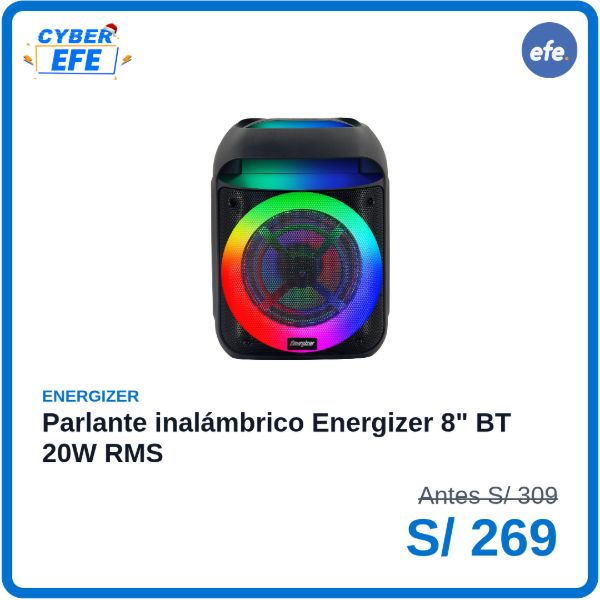 CYBER
EFE
efe.
Energizer
ENERGIZER
Parlante inalámbrico Energizer 8" BT
20W RMS
Antes S/ 309
S/ 269